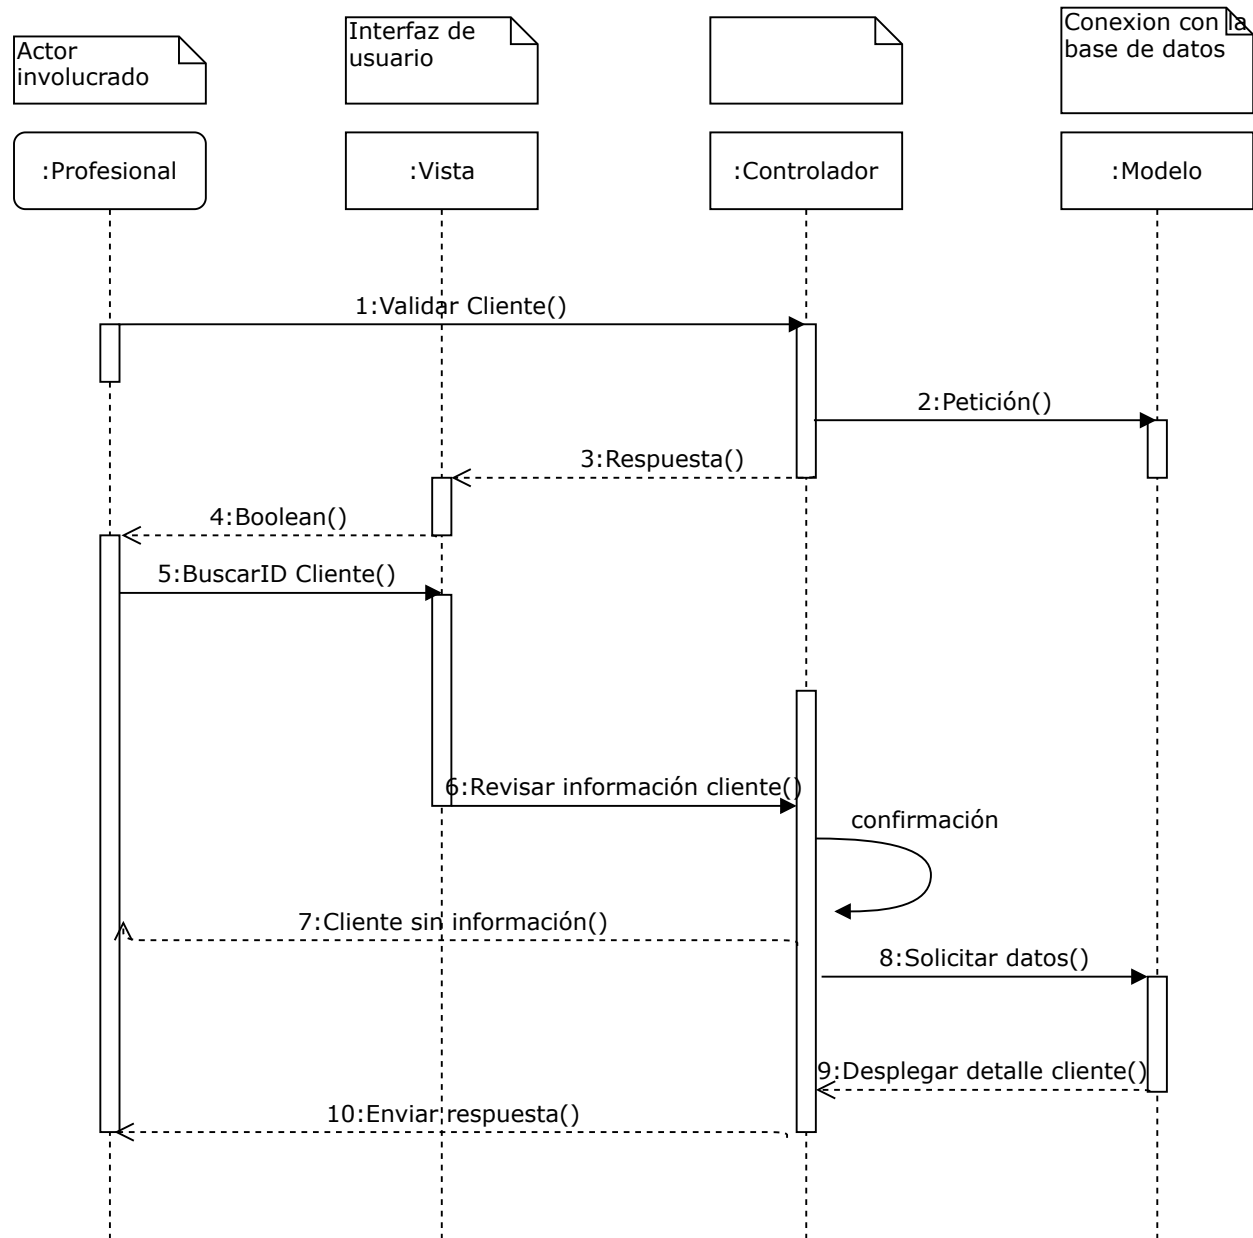 Actor
involucrado
Interfaz de
usuario
Conexion con la
base de datos
:Profesional
:Vista
:Controlador
:Modelo
1:Validar Cliente()
2:Petición()
3:Respuesta()
4:Boolean()
5:BuscarID Cliente()
6:Revisar información cliente()
confirmación
7:Cliente sin información()
8:Solicitar datos()
9:Desplegar detalle cliente()
10:Enviar respuesta()